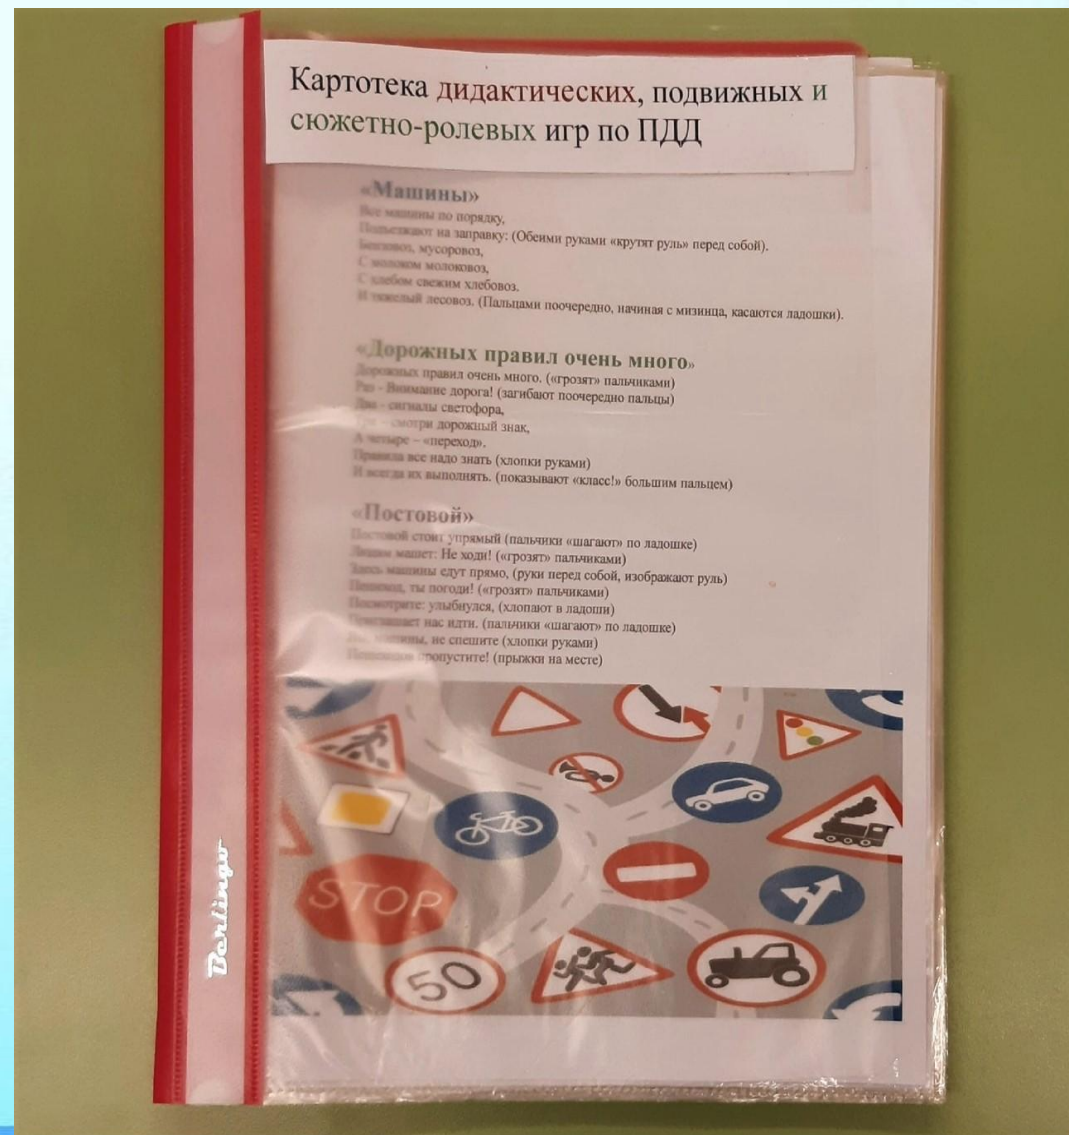 Картотека дидактических, подвижных и
сюжетно-ролевых игр по ПДД
«Машины»
Все машины по порядку,
Подъезжают на заправку: (Обеими руками «крутят руль» перед собой).
Бензовоз, мусоровоз,
С молоком молоковоз,
С хлебом свежим хлебовоз.
И тяжелый лесовоз. (Пальцами поочередно, начиная с мизинца, касаются ладошки).
«Дорожных правил очень много»
Дорожных правил очень много. («грозят» пальчиками)
Раз - Внимание дорога! (загибают поочередно пальцы)
Два - сигналы светофора,
Три – смотри дорожный знак,
А четыре – «переход».
Правила все надо знать (хлопки руками)
И всегда их выполнять. (показывают «класс!» большим пальцем)
«Постовой»
Постовой стоит упрямый (пальчики «шагают» по ладошке)
Людям машет: Не ходи! («грозят» пальчиками)
Здесь машины едут прямо, (руки перед собой, изображают руль)
Пешеход, ты погоди! («грозят» пальчиками)
Посмотрите: улыбнулся, (хлопают в ладоши)
Приглашает нас идти. (пальчики «шагают» по ладошке)
машины, не спешите (хлопки руками)
Пешеходов пропустите! (прыжки на месте)
STOP
50
Berlingo